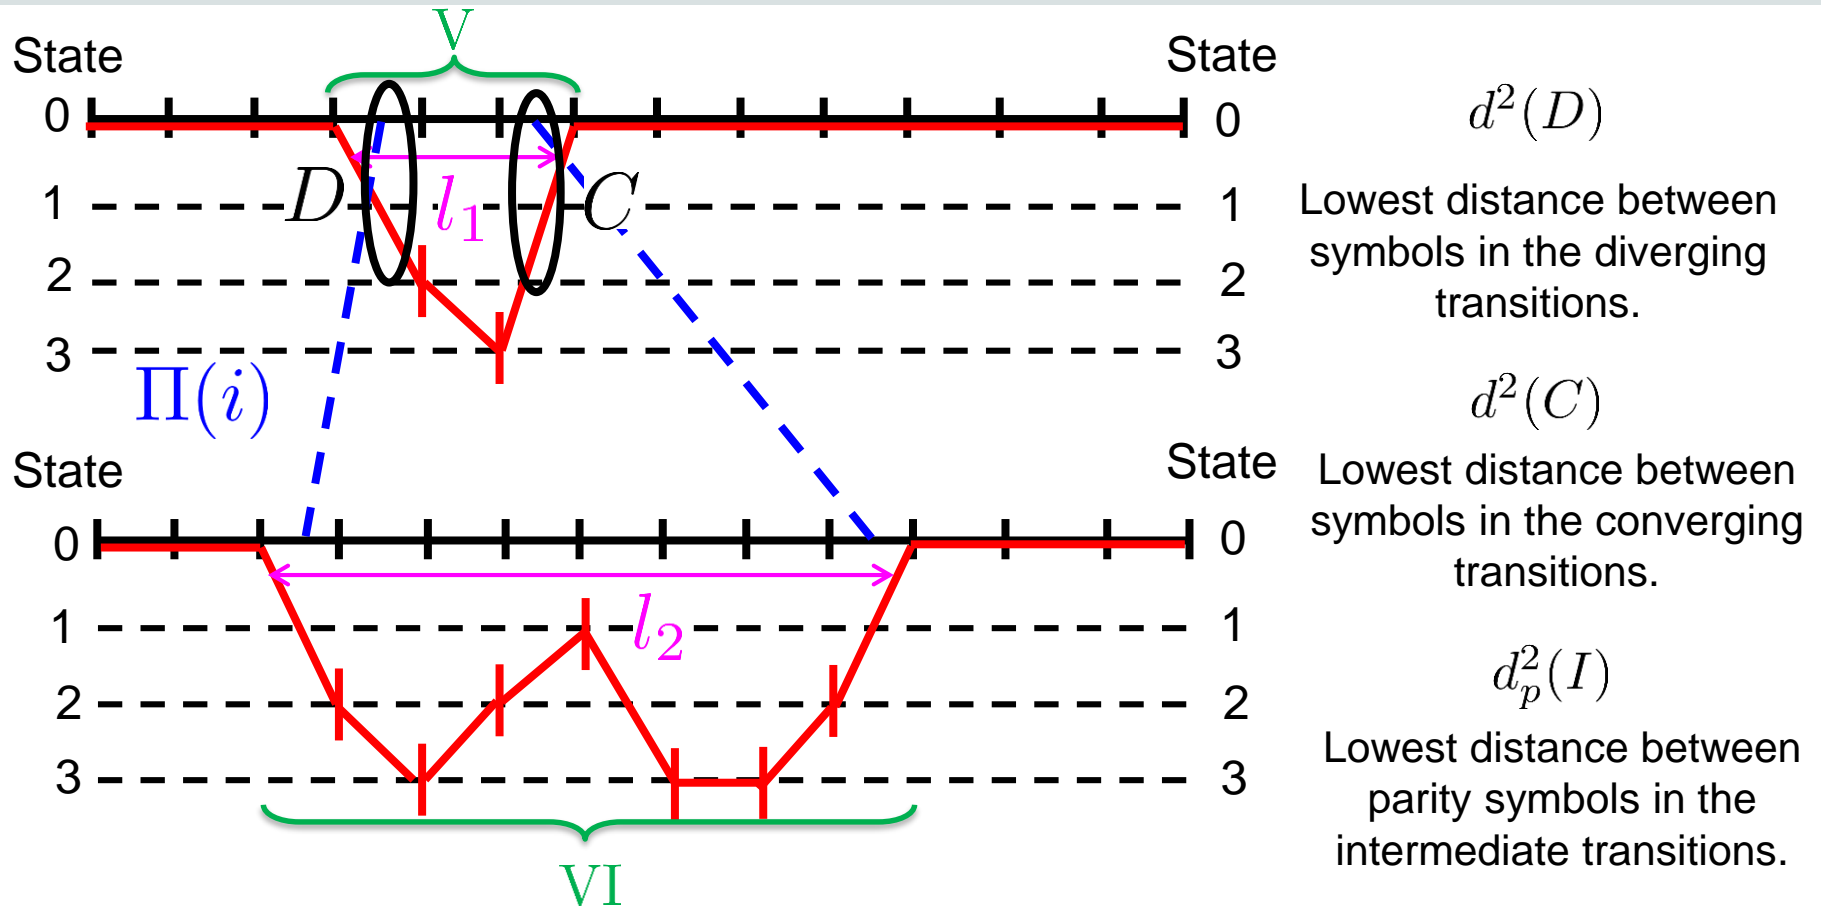 V
State
State
0
0
d²(D)
D
l₁
C
1
1
Lowest distance between
symbols in the diverging
transitions.
2
2
3
3
Π(i)
d²(C)
State
State
Lowest distance between
symbols in the converging
transitions.
0
0
1
l₂
1
d²ₚ(I)
2
2
Lowest distance between
parity symbols in the
intermediate transitions.
3
3
VI